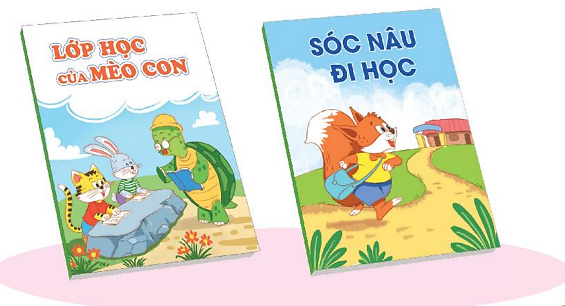 LỚP HỌC
CỦA MÈO CON
SÓC NÂU
ĐI HỌC